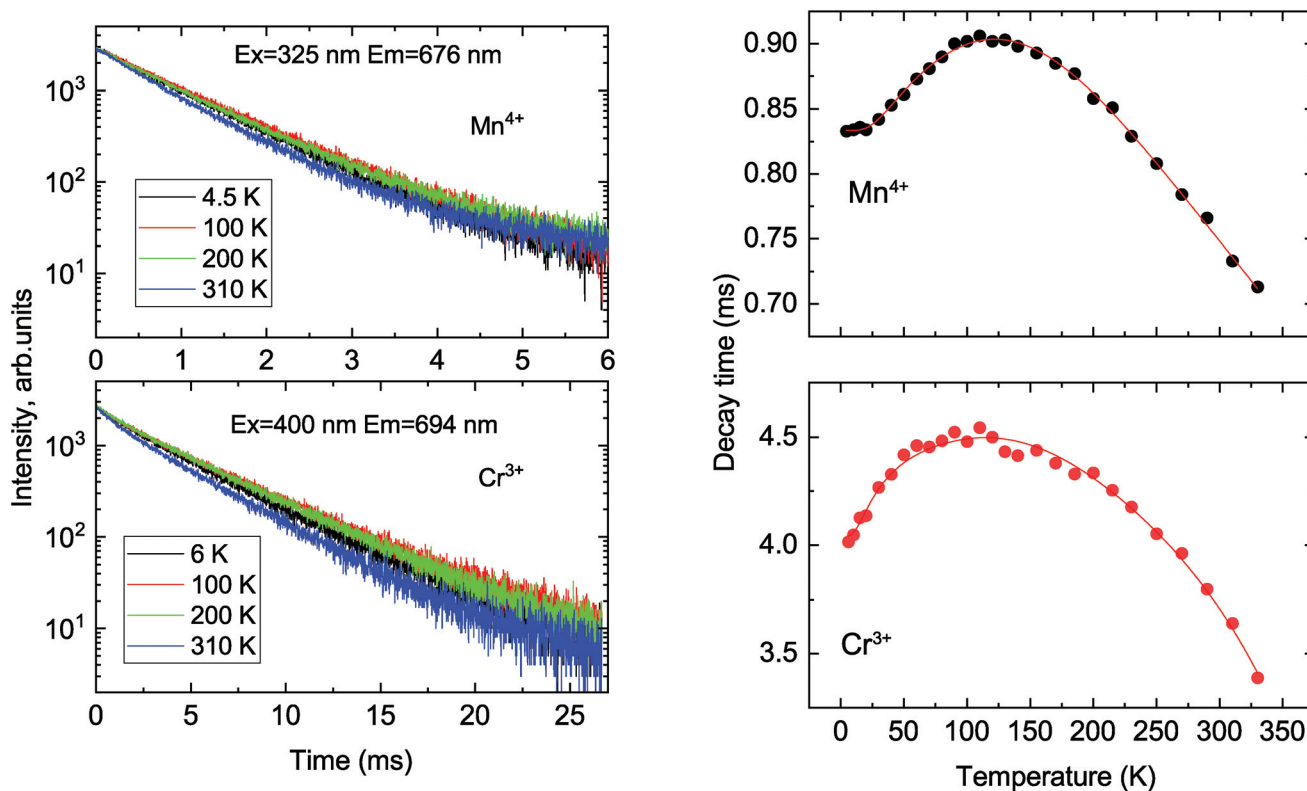 Ex=325 nm Em=676 nm
Mn⁴⁺
4.5 K
100 K
200 K
310 K
10³
10²
10¹
0 1 2 3 4 5 6
Ex=400 nm Em=694 nm
Cr³⁺
6 K
100 K
200 K
310 K
10³
10²
10¹
0 5 10 15 20 25
Time (ms)
Intensity, arb.units
0.90
0.85
0.80
0.75
0.70
Mn⁴⁺
4.5
4.0
3.5
Cr³⁺
0 50 100 150 200 250 300 350
Temperature (K)
Decay time (ms)